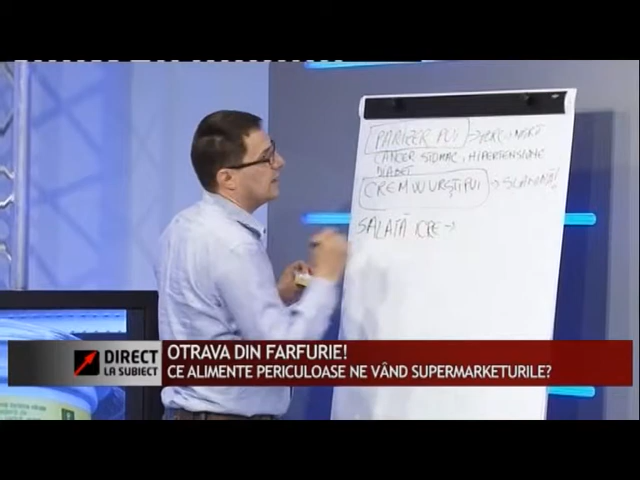 PARIZER PUI →
CANCER STOMAC, HIPERTENSIUNE
DIABET
CREMWURȘTI PUI → SLĂNINĂ!
SALATĂ ICRE →
DIRECT
LA SUBIECT
OTRAVA DIN FARFURIE!
CE ALIMENTE PERICULOASE NE VÂND SUPERMARKETURILE?